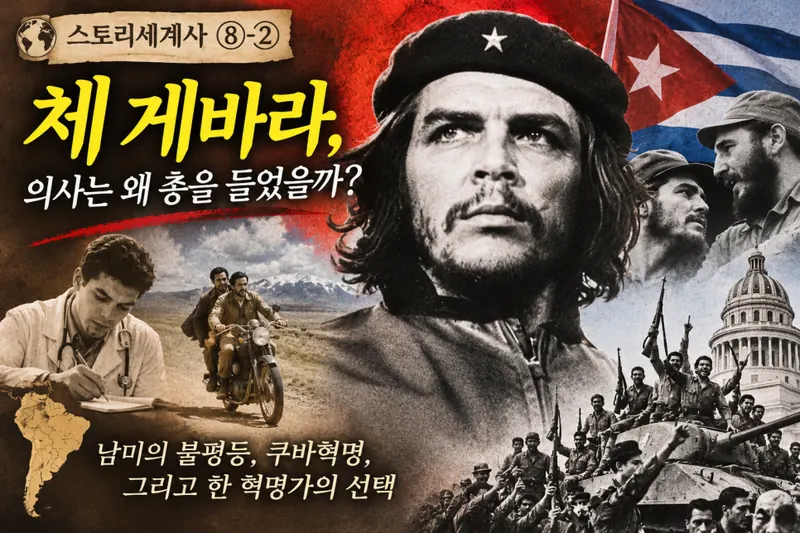 스토리세계사 ⑧-②
체 게바라,
의사는 왜 총을 들었을까?
남미의 불평등, 쿠바혁명,
그리고 한 혁명가의 선택